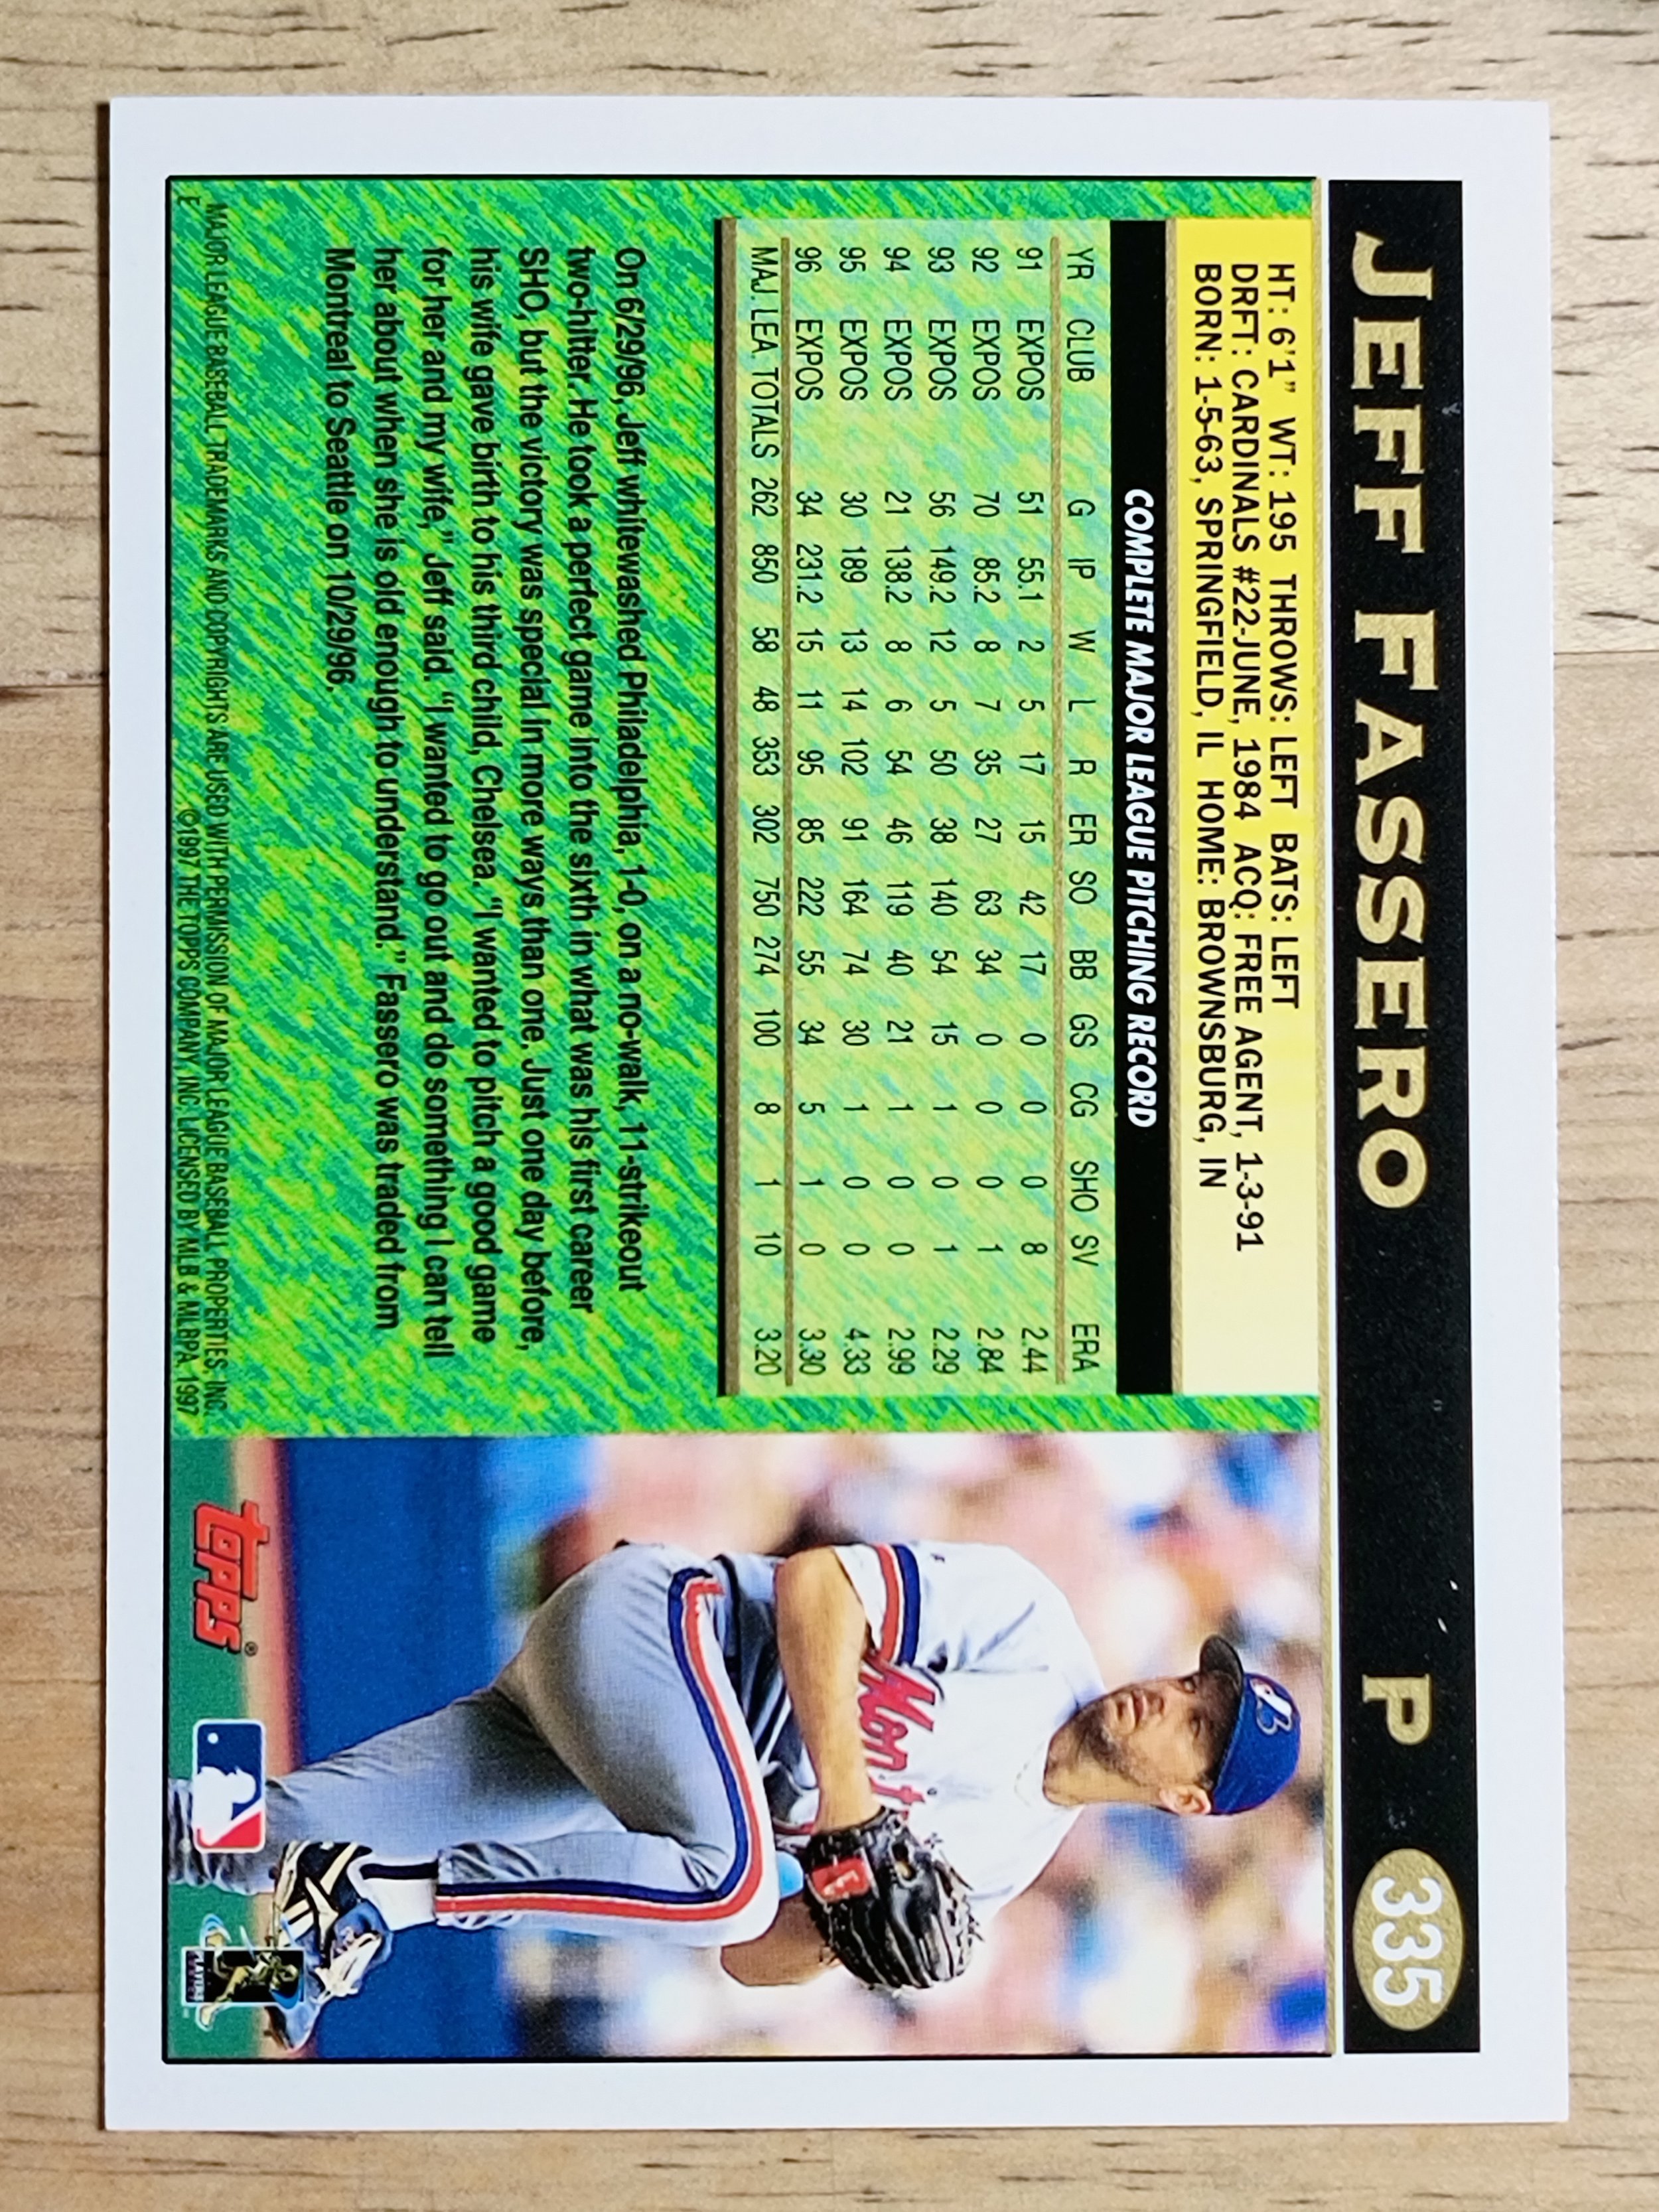 JEFF FASSERO P 335
HT: 6'1" WT: 195 THROWS: LEFT BATS: LEFT
DRFT: CARDINALS #22-JUNE, 1984 ACQ: FREE AGENT, 1-3-91
BORN: 1-5-63, SPRINGFIELD, IL HOME: BROWNSBURG, IN
COMPLETE MAJOR LEAGUE PITCHING RECORD
YR CLUB G IP W L R ER SO BB GS CG SHO SV ERA
91 EXPOS 51 55.1 2 5 17 15 42 17 0 0 0 8 2.44
92 EXPOS 70 85.2 8 7 35 27 63 34 0 0 0 1 2.84
93 EXPOS 56 149.2 12 5 50 38 140 54 15 1 0 1 2.29
94 EXPOS 21 138.2 8 6 54 46 119 40 21 1 0 0 2.99
95 EXPOS 30 189 13 14 102 91 164 74 30 1 0 0 4.33
96 EXPOS 34 231.2 15 11 95 85 222 55 34 5 1 0 3.30
MAJ. LEA. TOTALS 262 850 58 48 353 302 750 274 100 8 1 10 3.20
On 6/29/96, Jeff whitewashed Philadelphia, 1-0, on a no-walk, 11-strikeout
two-hitter. He took a perfect game into the sixth in what was his first career
SHO, but the victory was special in more ways than one. Just one day before,
his wife gave birth to his third child, Chelsea. "I wanted to pitch a good game
for her and my wife," Jeff said. "I wanted to go out and do something I can tell
her about when she is old enough to understand." Fassero was traded from
Montreal to Seattle on 10/29/96.
MAJOR LEAGUE BASEBALL TRADEMARKS AND COPYRIGHTS ARE USED WITH PERMISSION OF MAJOR LEAGUE BASEBALL PROPERTIES, INC.
E ©1997 THE TOPPS COMPANY, INC. LICENSED BY MLB & MLBPA 1997
Montr
TOPPS®
PLAYERS